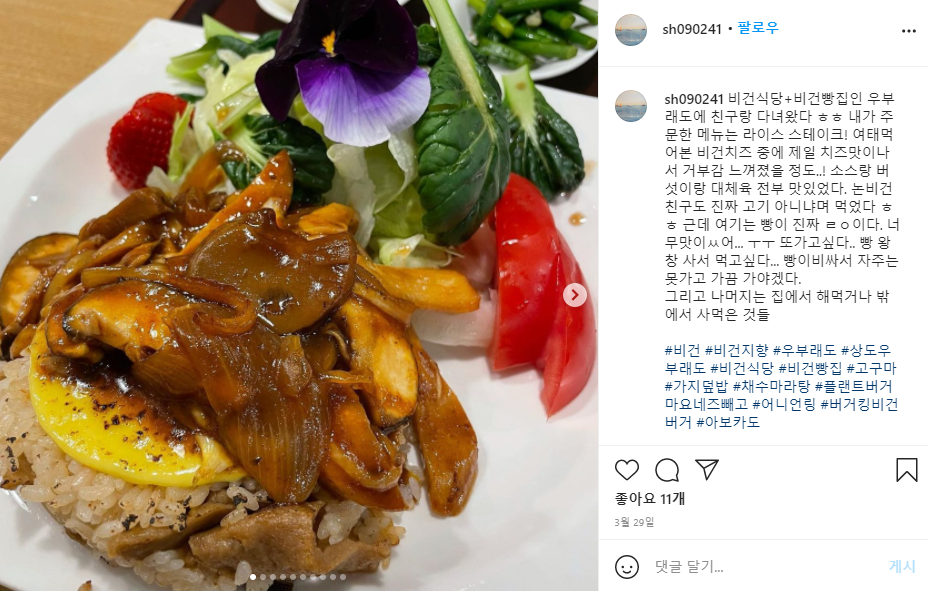 sh090241 • 팔로우
sh090241 비건식당+비건빵집인 우부
래도에 친구랑 다녀왔다 ㅎㅎ 내가 주
문한 메뉴는 라이스 스테이크! 여태먹
어본 비건치즈 중에 제일 치즈맛이나
서 거부감 느껴졌을 정도..! 소스랑 버
섯이랑 대체육 전부 맛있었다. 논비건
친구도 진짜 고기 아니냐며 먹었다 ㅎ
ㅎ 근데 여기는 빵이 진짜 ㄹㅇ이다. 너
무맛이ㅆ어... ㅜㅜ 또가고싶다.. 빵 왕
창 사서 먹고싶다... 빵이비싸서 자주는
못가고 가끔 가야겠다.
그리고 나머지는 집에서 해먹거나 밖
에서 사먹은 것들
#비건 #비건지향 #우부래도 #상도우
부래도 #비건식당 #비건빵집 #고구마
#가지덮밥 #채수마라탕 #플랜트버거
마요네즈빼고 #어니언링 #버거킹비건
버거 #아보카도
좋아요 11개
3월 29일
댓글 달기...
게시